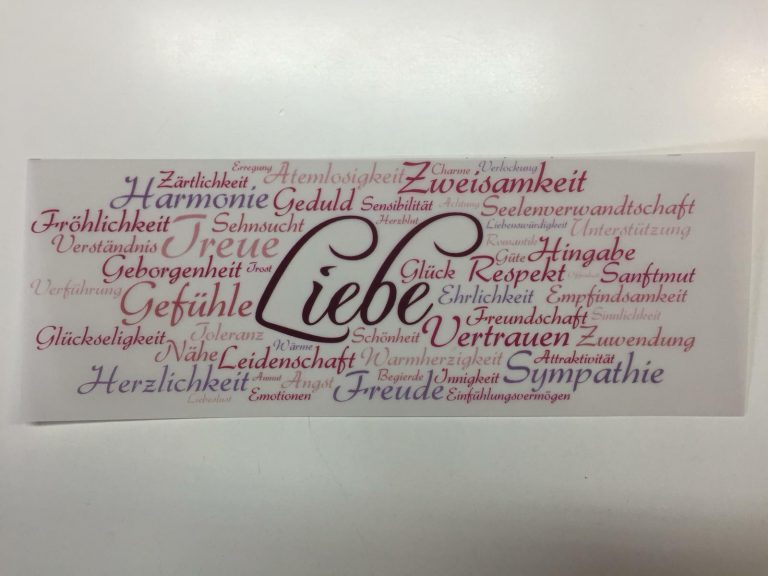 Erregung Charme Verlockung
Zärtlichkeit Atemlosigkeit Zweisamkeit
Harmonie Geduld Sensibilität Achtung Seelenverwandtschaft
Fröhlichkeit Sehnsucht Herzblut Liebenswürdigkeit Unterstützung
Verständnis Treue Romantik
Geborgenheit Trost Liebe Glück Güte Hingabe
Respekt Sanftmut
Verführung Gefühle Ehrlichkeit Empfindsamkeit
Freundschaft Sinnlichkeit
Glückseligkeit Toleranz Schönheit Vertrauen Zuwendung
Nähe Wärme
Leidenschaft Warmherzigkeit Attraktivität
Herzlichkeit Anmut Angst Begierde Innigkeit Sympathie
Liebeslust Emotionen Freude Einfühlungsvermögen